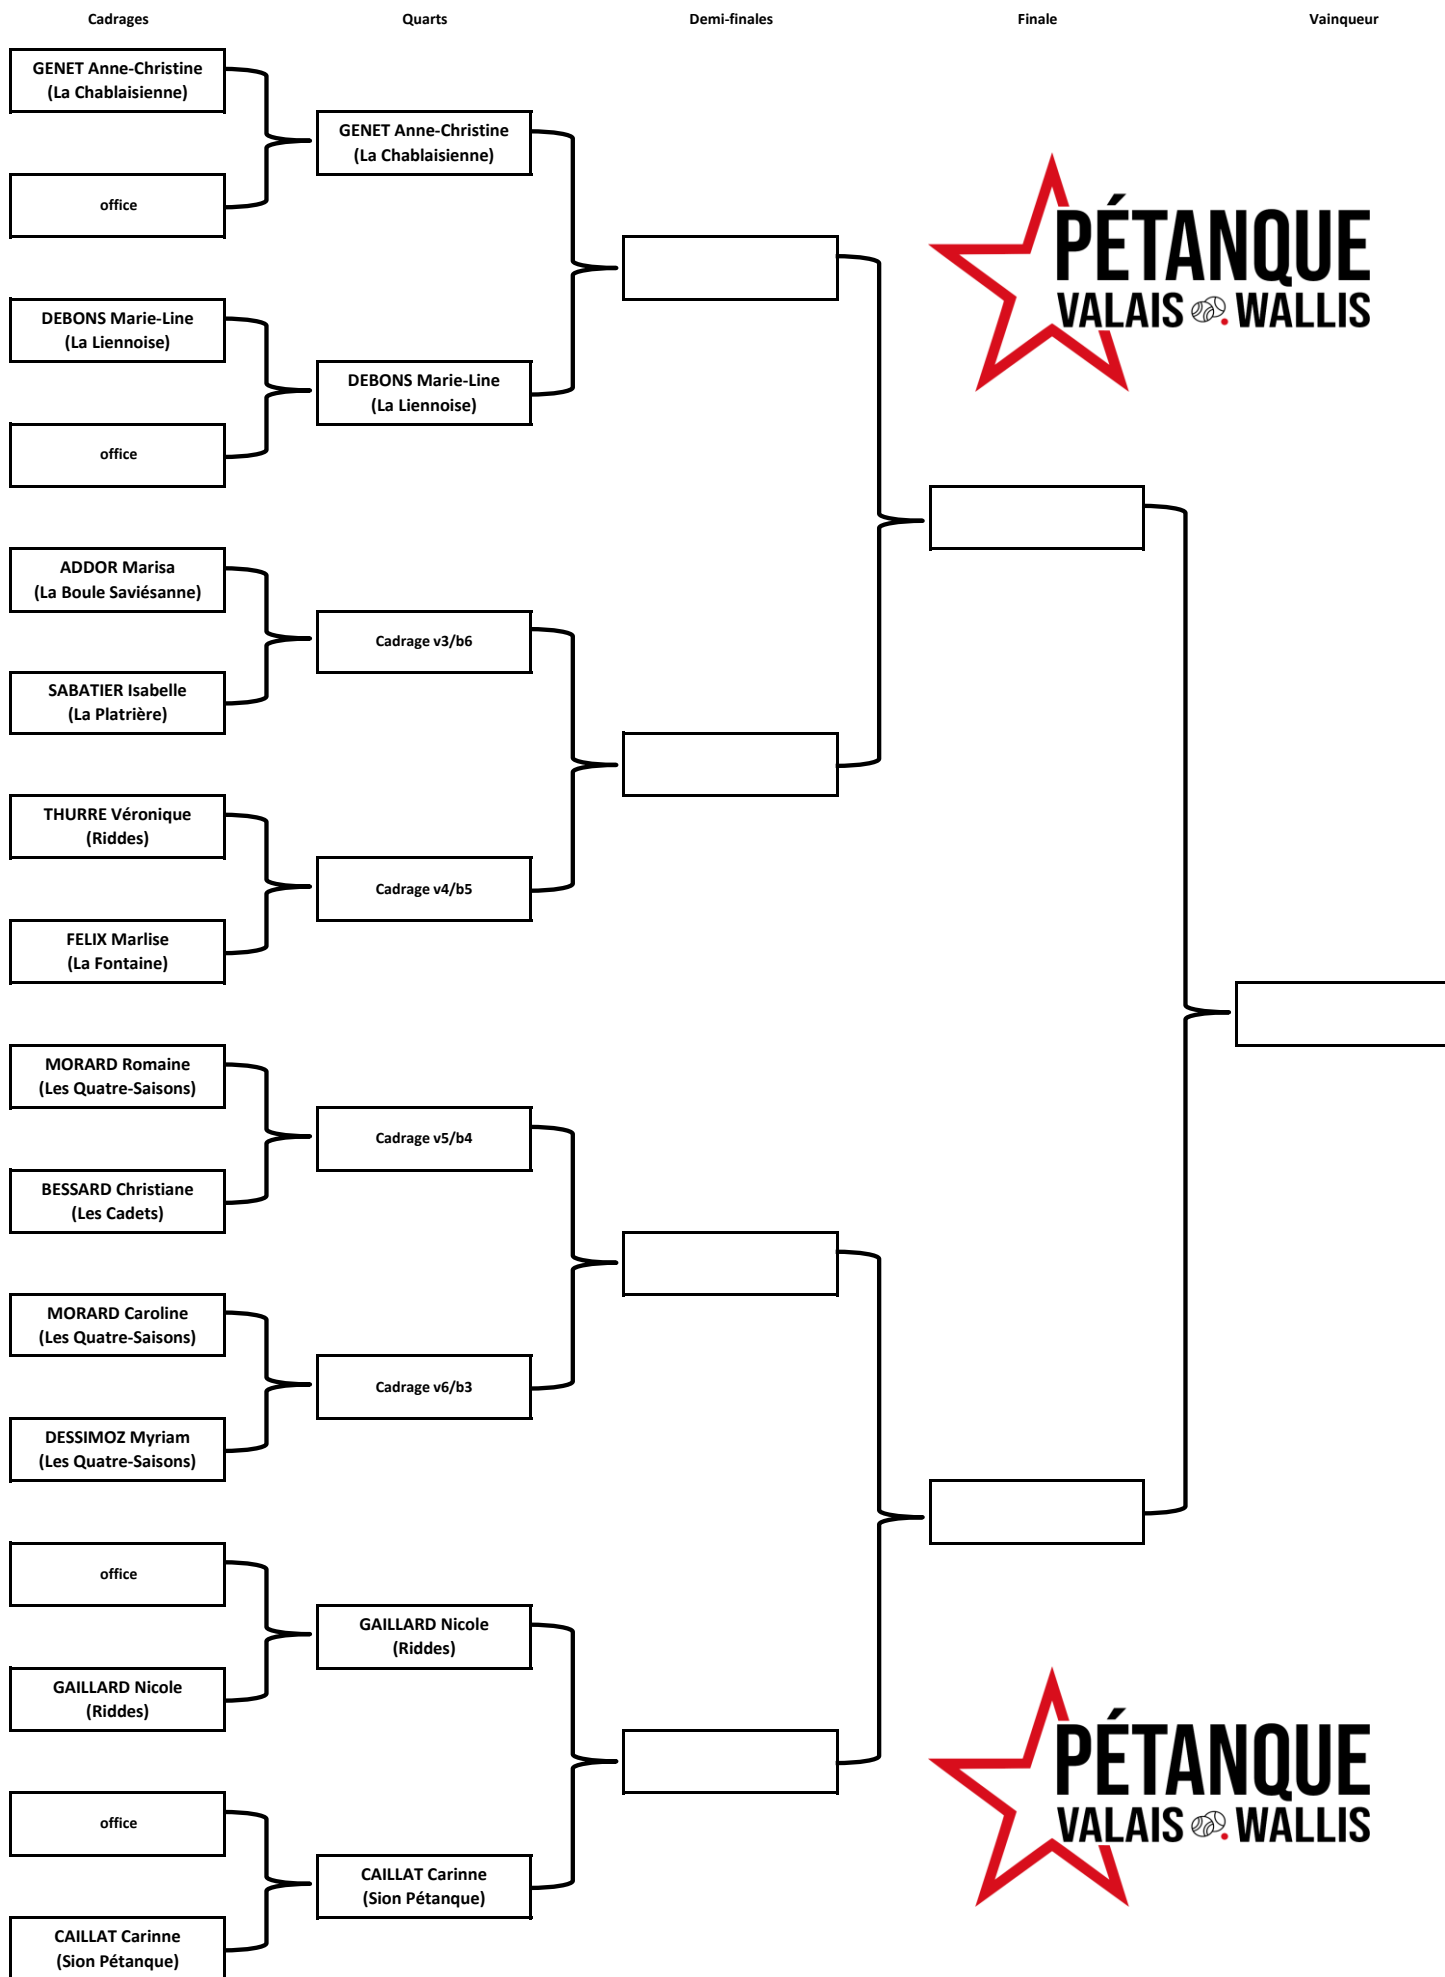 Cadrages
Quarts
Demi-finales
Finale
Vainqueur
GENET Anne-Christine
(La Chablaisienne)
office
DEBONS Marie-Line
(La Liennoise)
office
ADDOR Marisa
(La Boule Saviésanne)
SABATIER Isabelle
(La Platrière)
THURRE Véronique
(Riddes)
FELIX Marlise
(La Fontaine)
MORARD Romaine
(Les Quatre-Saisons)
BESSARD Christiane
(Les Cadets)
MORARD Caroline
(Les Quatre-Saisons)
DESSIMOZ Myriam
(Les Quatre-Saisons)
office
GAILLARD Nicole
(Riddes)
office
CAILLAT Carinne
(Sion Pétanque)
GENET Anne-Christine
(La Chablaisienne)
DEBONS Marie-Line
(La Liennoise)
Cadrage v3/b6
Cadrage v4/b5
Cadrage v5/b4
Cadrage v6/b3
GAILLARD Nicole
(Riddes)
CAILLAT Carinne
(Sion Pétanque)
PÉTANQUE
VALAIS WALLIS
PÉTANQUE
VALAIS WALLIS